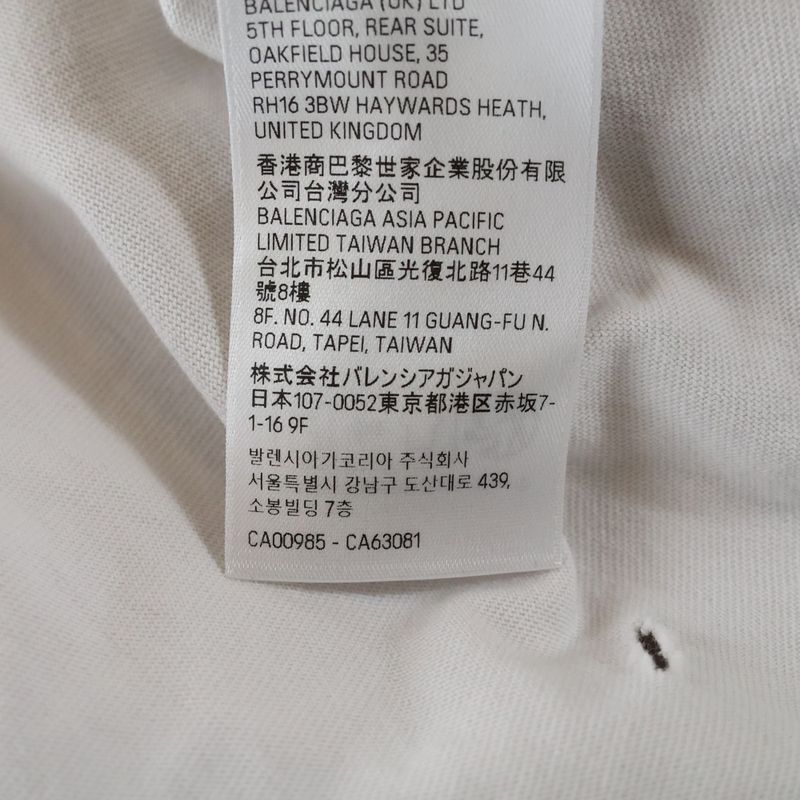 BALENCIAGA (UK) LTD
5TH FLOOR, REAR SUITE,
OAKFIELD HOUSE, 35
PERRYMOUNT ROAD
RH16 3BW HAYWARDS HEATH,
UNITED KINGDOM
香港商巴黎世家企業股份有限
公司台灣分公司
BALENCIAGA ASIA PACIFIC
LIMITED TAIWAN BRANCH
台北市松山區光復北路11巷44
號8樓
8F. NO. 44 LANE 11 GUANG-FU N.
ROAD, TAPEI, TAIWAN
株式会社バレンシアガジャパン
日本107-0052東京都港区赤坂7-
1-16 9F
발렌시아가코리아 주식회사
서울특별시 강남구 도산대로 439,
소봉빌딩 7층
CA00985 - CA63081